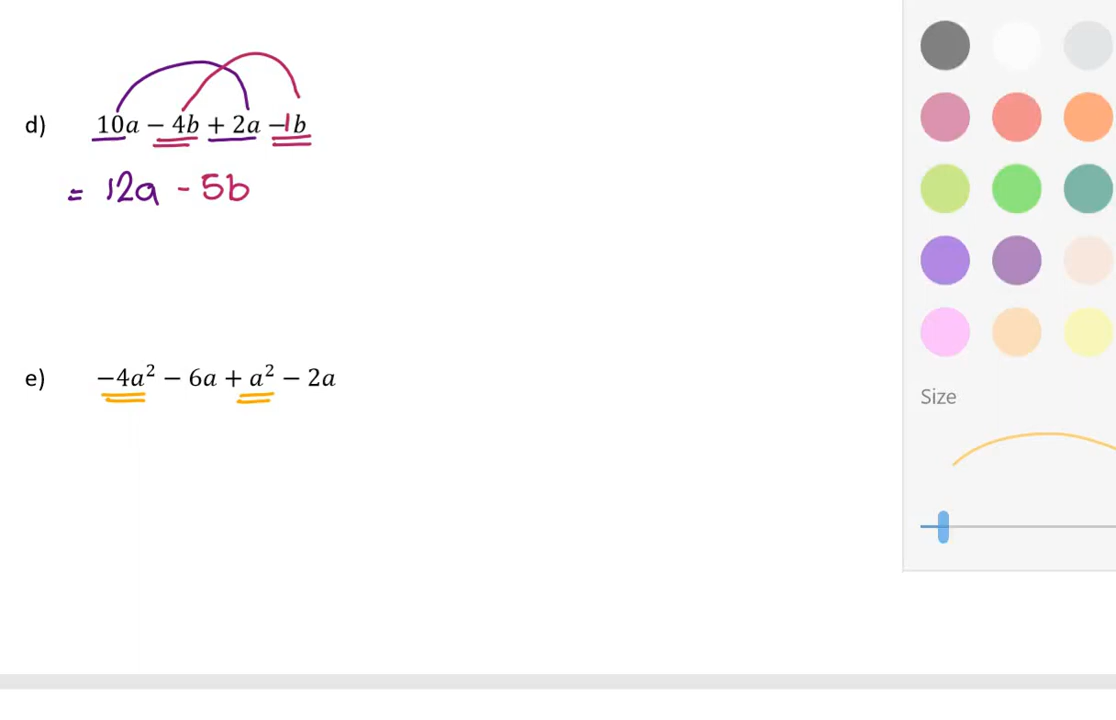 d) 10a − 4b + 2a −1b
= 12a - 5b
e) −4a² − 6a + a² − 2a
Size